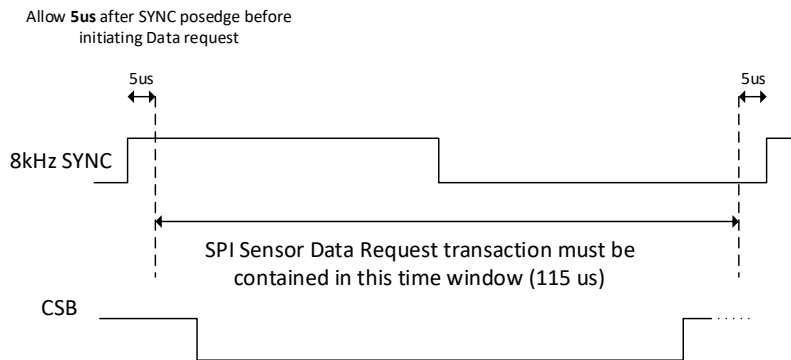 Allow 5us after SYNC posedge before
initiating Data request
5us
5us
8kHz SYNC
SPI Sensor Data Request transaction must be
contained in this time window (115 us)
CSB